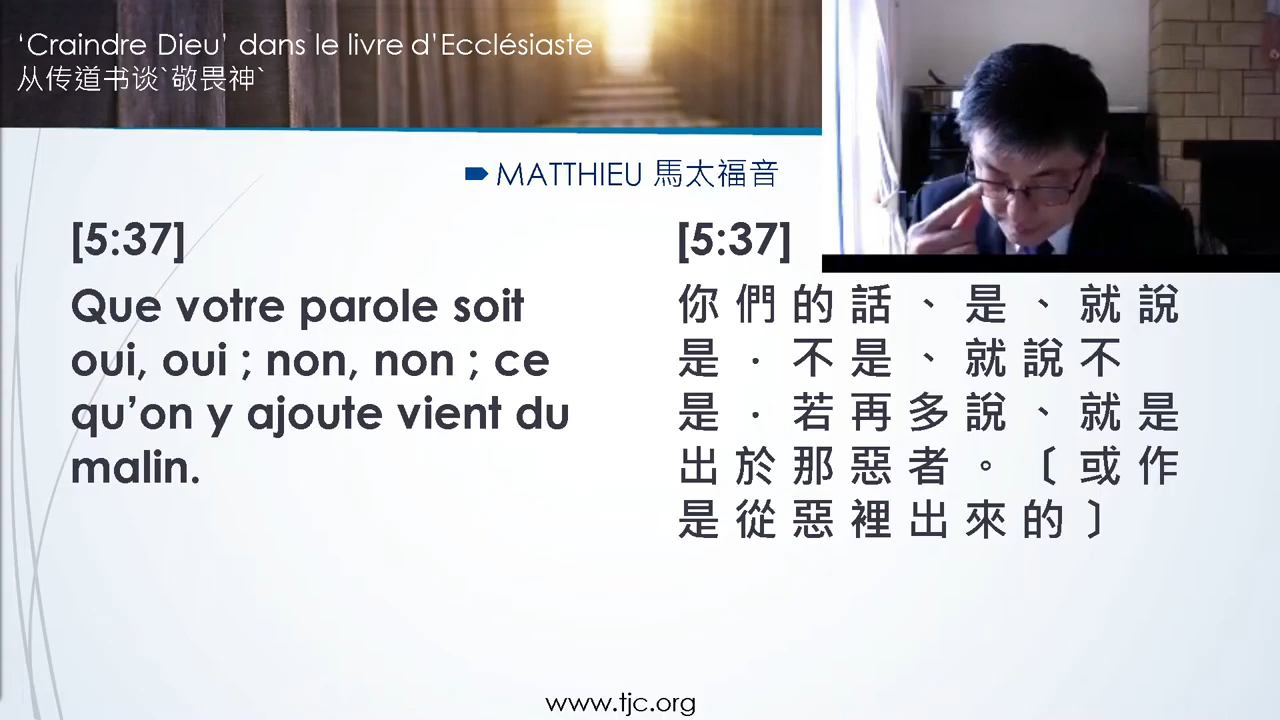 ‘Craindre Dieu’ dans le livre d’Ecclésiaste
从传道书谈`敬畏神`
MATTHIEU 馬太福音
[5:37]
Que votre parole soit
oui, oui ; non, non ; ce
qu’on y ajoute vient du
malin.
[5:37]
你們的話、是、就說
是．不是、就說不
是．若再多說、就是
出於那惡者。〔或作
是從惡裡出來的〕
www.tjc.org